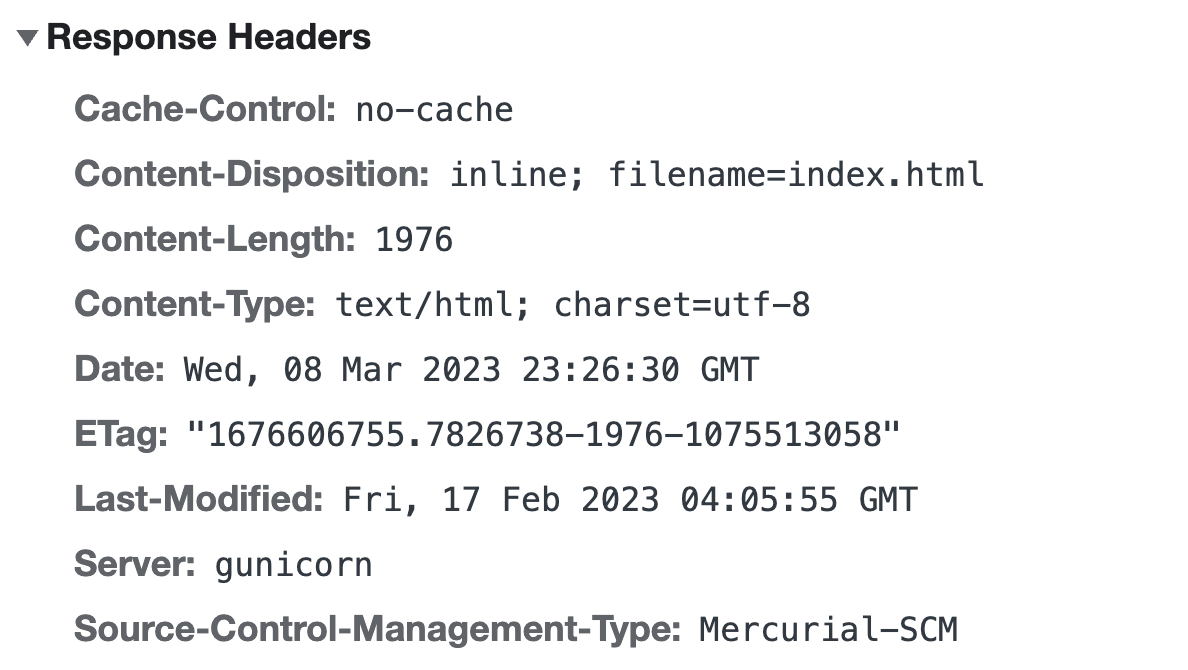 Response Headers
Cache-Control: no-cache
Content-Disposition: inline; filename=index.html
Content-Length: 1976
Content-Type: text/html; charset=utf-8
Date: Wed, 08 Mar 2023 23:26:30 GMT
ETag: "1676606755.7826738-1976-1075513058"
Last-Modified: Fri, 17 Feb 2023 04:05:55 GMT
Server: gunicorn
Source-Control-Management-Type: Mercurial-SCM